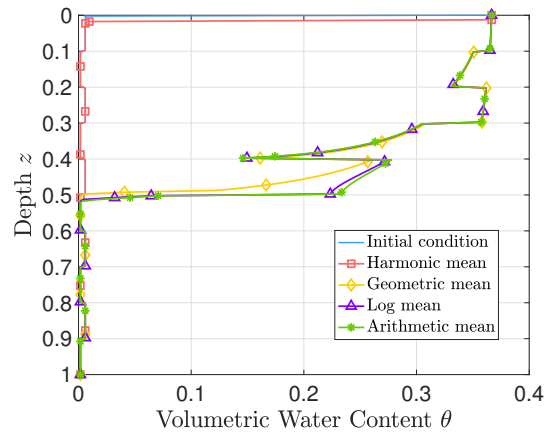 0
0.1
0.2
0.3
0.4
0.5
0.6
0.7
0.8
0.9
1
Depth z
Initial condition
Harmonic mean
Geometric mean
Log mean
Arithmetic mean
0 0.1 0.2 0.3 0.4
Volumetric Water Content θ